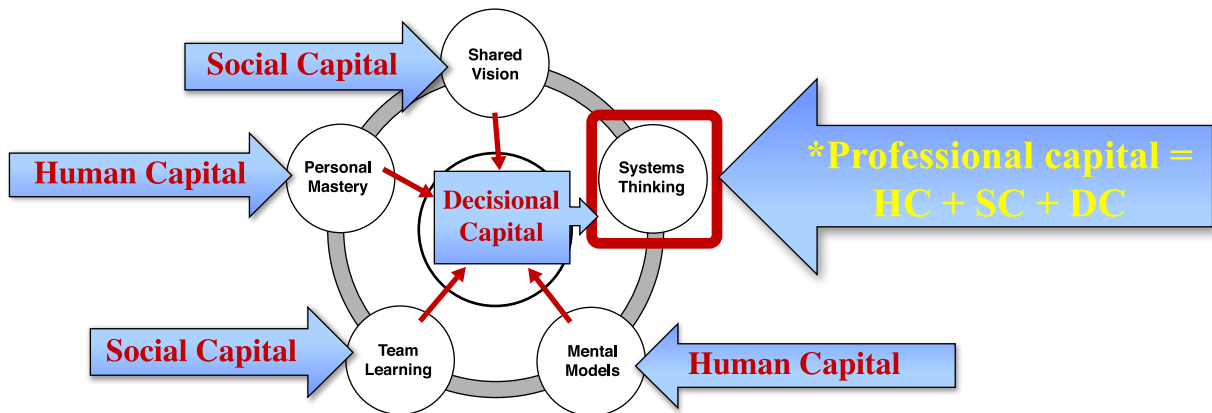 Social Capital
Shared
Vision
Human Capital
Personal
Mastery
Decisional
Capital
Systems
Thinking
*Professional capital =
HC + SC + DC
Social Capital
Team
Learning
Mental
Models
Human Capital